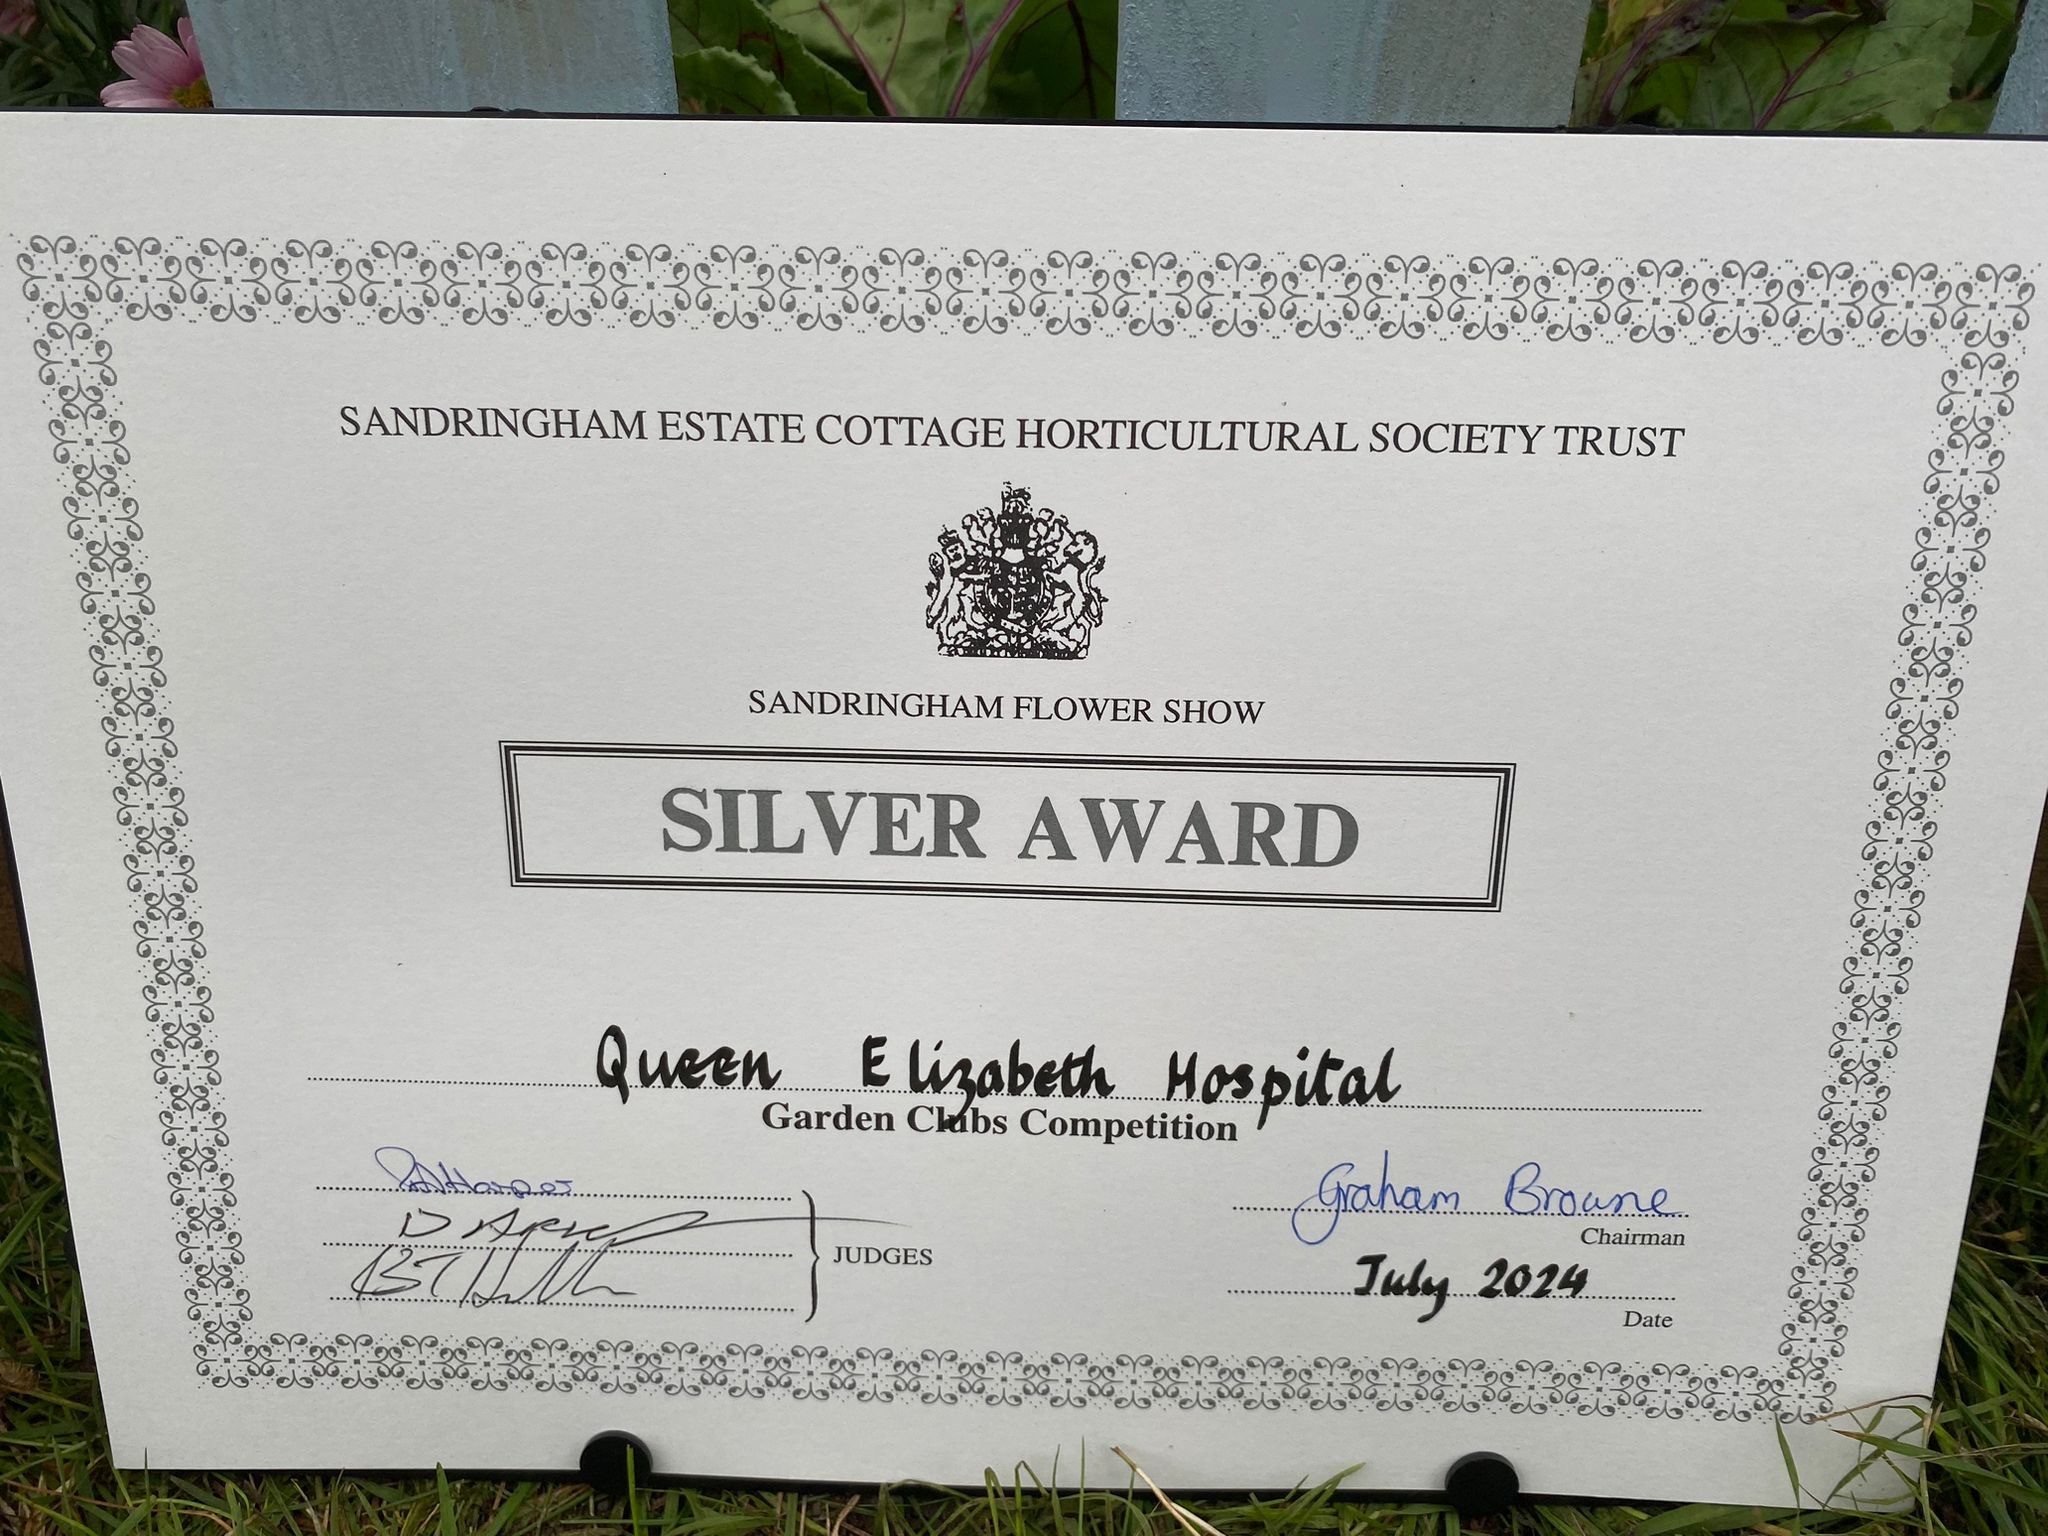 SANDRINGHAM ESTATE COTTAGE HORTICULTURAL SOCIETY TRUST
SANDRINGHAM FLOWER SHOW
SILVER AWARD
Queen Elizabeth Hospital
Garden Clubs Competition
Graham Browne
Chairman
JUDGES
July 2024
Date